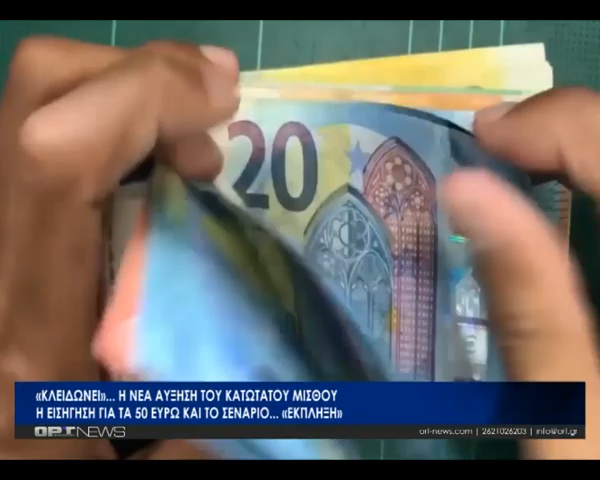 20
«ΚΛΕΙΔΩΝΕΙ»... Η ΝΕΑ ΑΥΞΗΣΗ ΤΟΥ ΚΑΤΩΤΑΤΟΥ ΜΙΣΘΟΥ
Η ΕΙΣΗΓΗΣΗ ΓΙΑ ΤΑ 50 ΕΥΡΩ ΚΑΙ ΤΟ ΣΕΝΑΡΙΟ... «ΕΚΠΛΗΞΗ»
ORT NEWS
ort-news.com | 2621026203 | info@ort.gr